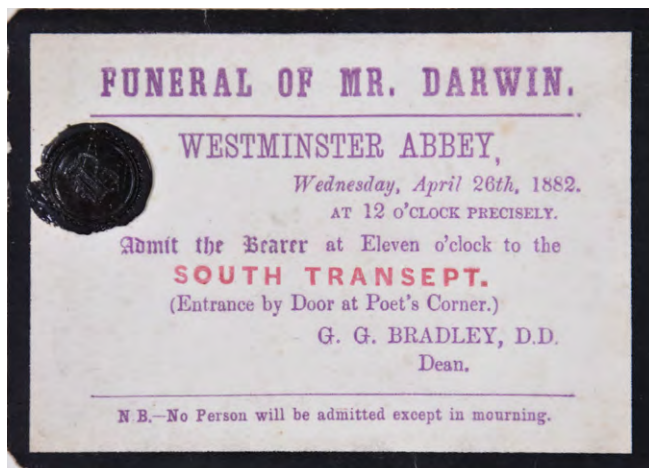 FUNERAL OF MR. DARWIN.
WESTMINSTER ABBEY,
Wednesday, April 26th, 1882.
AT 12 O'CLOCK PRECISELY.
Admit the Bearer at Eleven o'clock to the
SOUTH TRANSEPT.
(Entrance by Door at Poet's Corner.)
G. G. BRADLEY, D.D.
Dean.
N B.—No Person will be admitted except in mourning.